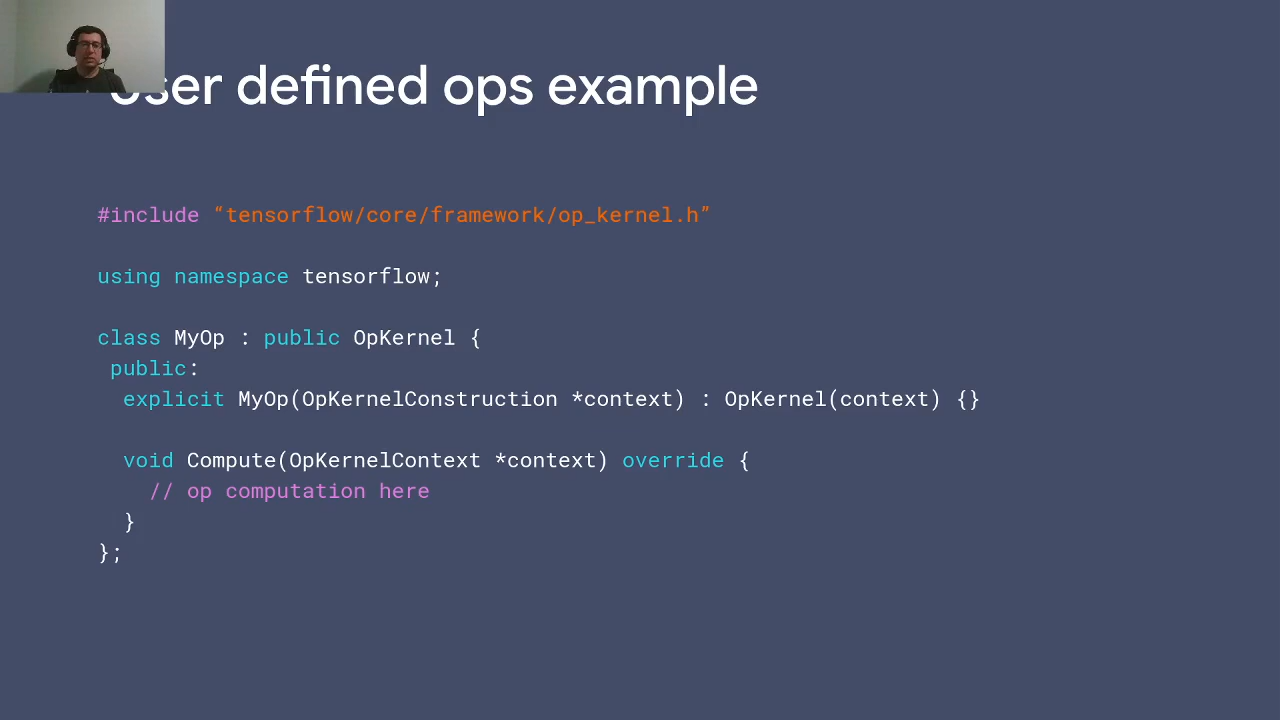 User defined ops example
#include “tensorflow/core/framework/op_kernel.h”
using namespace tensorflow;
class MyOp : public OpKernel {
public:
explicit MyOp(OpKernelConstruction *context) : OpKernel(context) {}
void Compute(OpKernelContext *context) override {
// op computation here
}
};